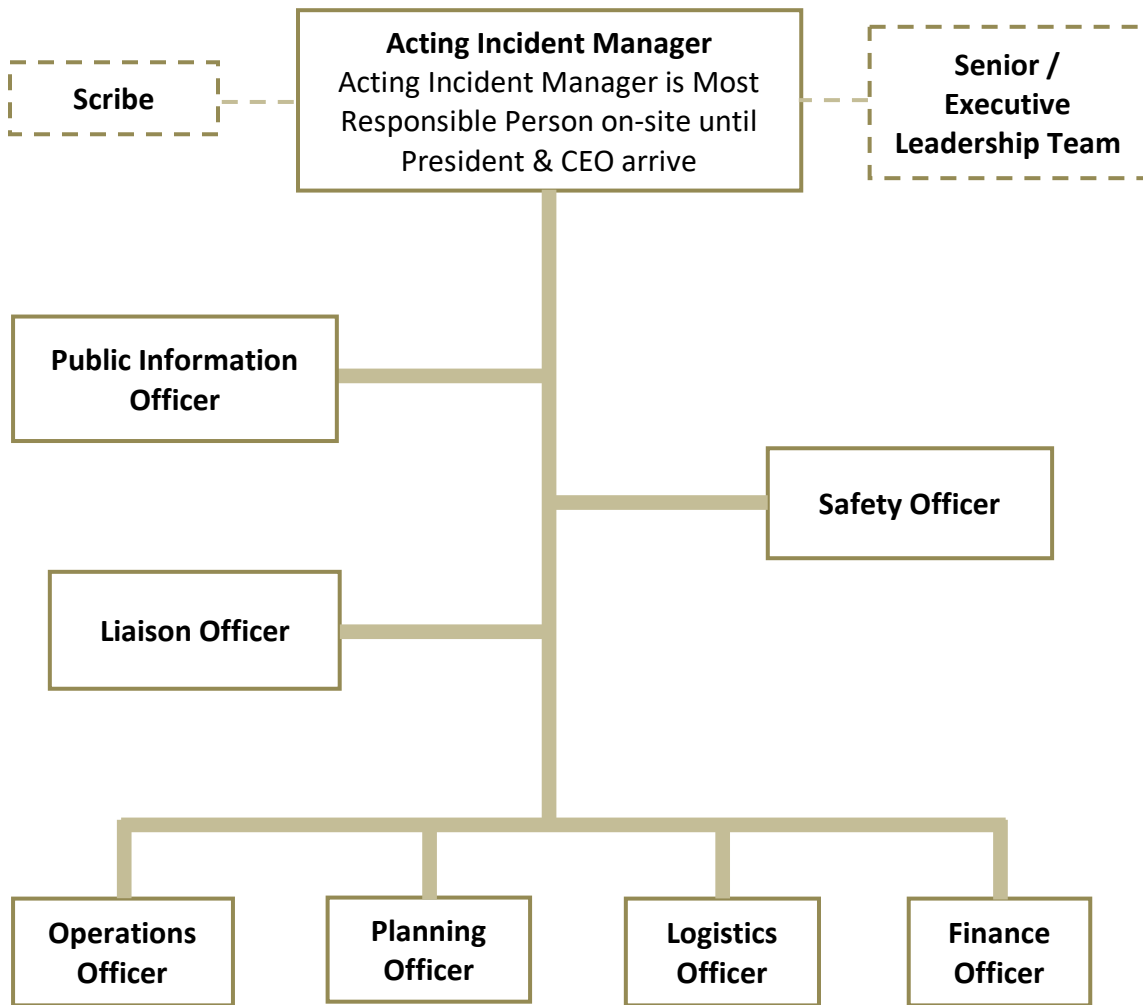 Acting Incident Manager
Acting Incident Manager is Most
Responsible Person on-site until
President & CEO arrive
Scribe
Senior /
Executive
Leadership Team
Public Information
Officer
Safety Officer
Liaison Officer
Operations
Officer
Planning
Officer
Logistics
Officer
Finance
Officer